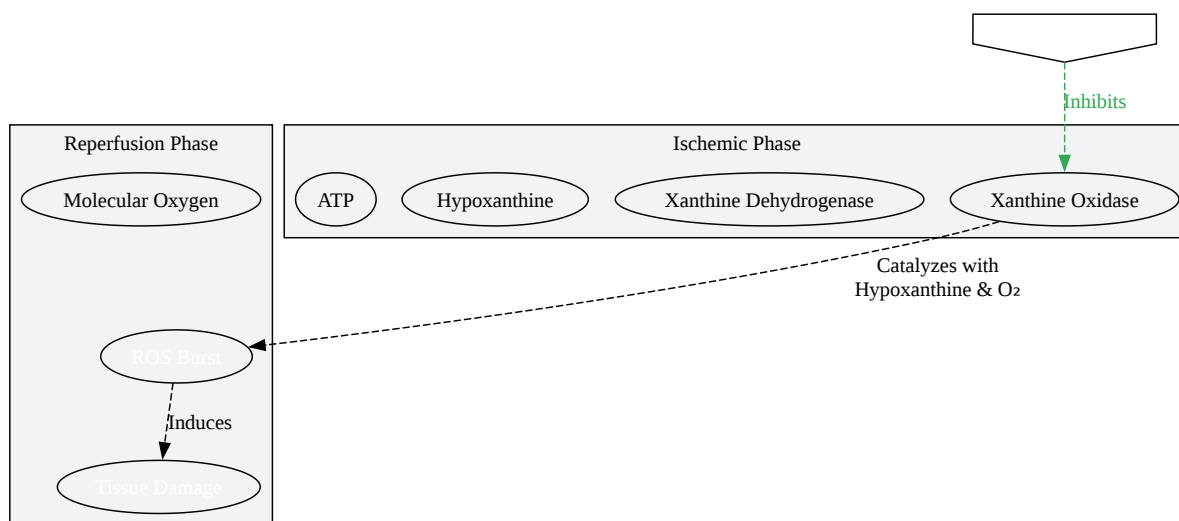 Inhibits
Reperfusion Phase
Ischemic Phase
Molecular Oxygen
ATP
Hypoxanthine
Xanthine Dehydrogenase
Xanthine Oxidase
Catalyzes with
Hypoxanthine & O₂
ROS Burst
Induces
Tissue Damage